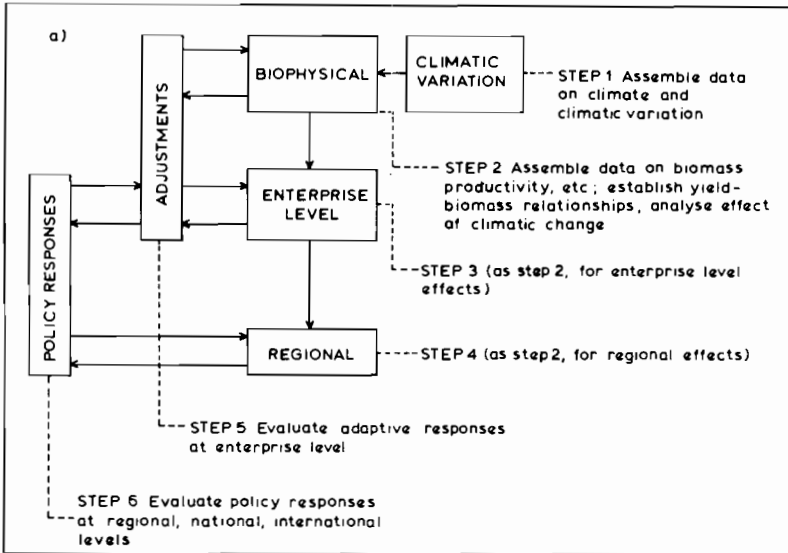 a)
BIOPHYSICAL
CLIMATIC
VARIATION
STEP 1 Assemble data
on climate and
climatic variation
ADJUSTMENTS
STEP 2 Assemble data on biomass
productivity, etc; establish yield-
biomass relationships, analyse effect
of climatic change
POLICY RESPONSES
ENTERPRISE
LEVEL
STEP 3 (as step 2, for enterprise level
effects)
REGIONAL
STEP 4 (as step 2, for regional effects)
STEP 5 Evaluate adaptive responses
at enterprise level
STEP 6 Evaluate policy responses
at regional, national, international
levels